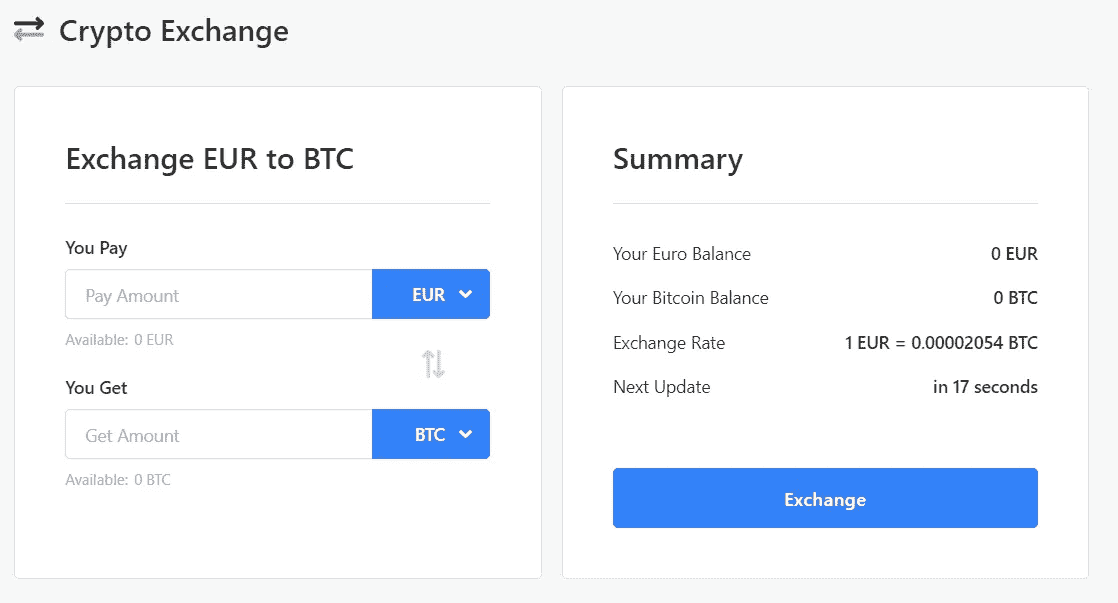 Crypto Exchange
Exchange EUR to BTC
You Pay
Pay Amount EUR
Available: 0 EUR
You Get
Get Amount BTC
Available: 0 BTC
Summary
Your Euro Balance 0 EUR
Your Bitcoin Balance 0 BTC
Exchange Rate 1 EUR = 0.00002054 BTC
Next Update in 17 seconds
Exchange